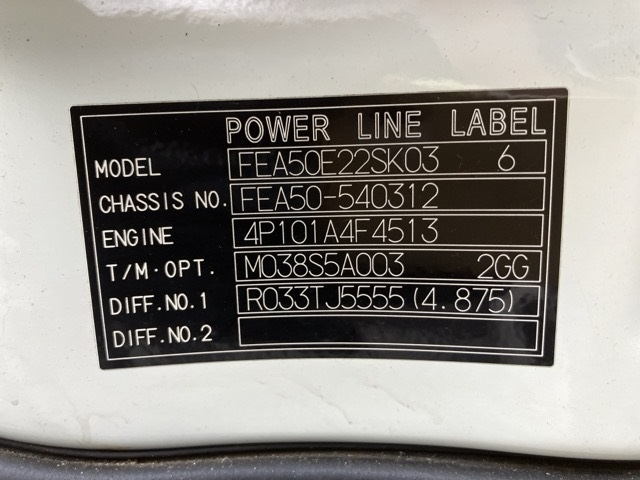 POWER LINE LABEL
MODEL FEA50E22SK03 6
CHASSIS NO. FEA50-540312
ENGINE 4P101A4F4513
T/M·OPT. M038S5A003 2GG
DIFF.NO.1 R033TJ5555(4.875)
DIFF.NO.2